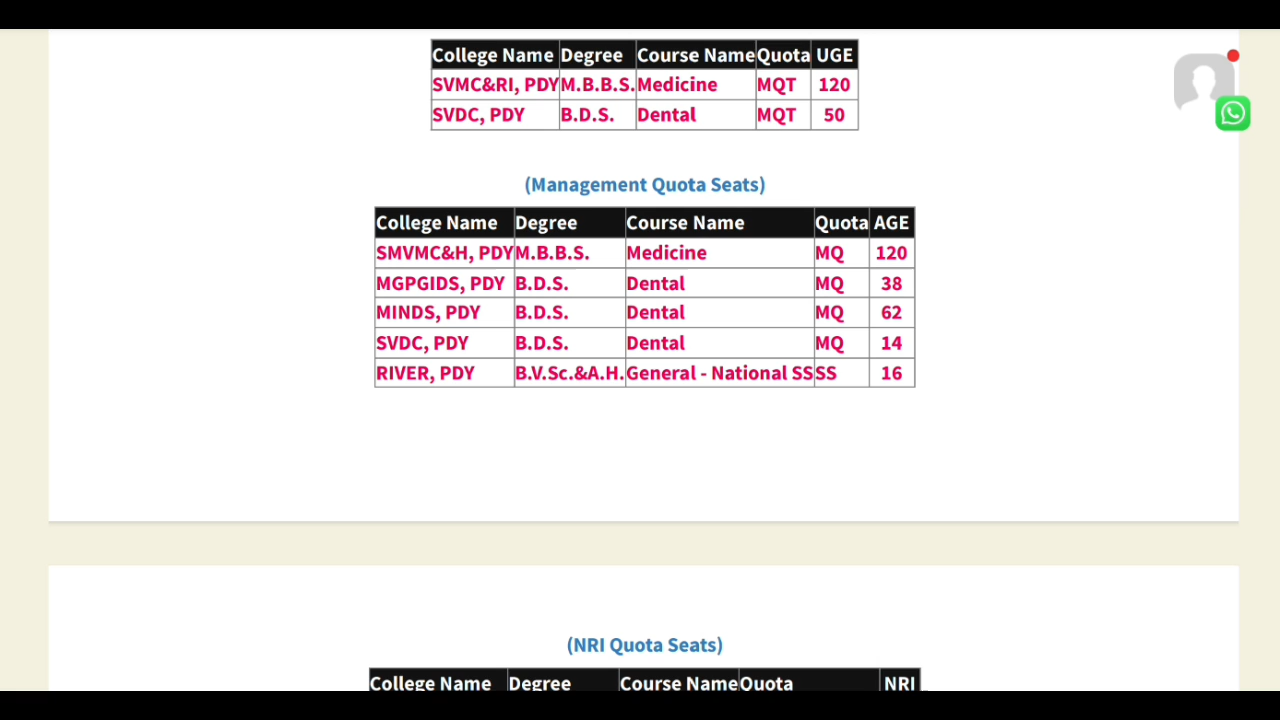 College Name Degree Course Name Quota UGE
SVMC&RI, PDY M.B.B.S. Medicine MQT 120
SVDC, PDY B.D.S. Dental MQT 50
(Management Quota Seats)
College Name Degree Course Name Quota AGE
SMVMC&H, PDY M.B.B.S. Medicine MQ 120
MGPGIDS, PDY B.D.S. Dental MQ 38
MINDS, PDY B.D.S. Dental MQ 62
SVDC, PDY B.D.S. Dental MQ 14
RIVER, PDY B.V.Sc.&A.H. General - National SS SS 16
(NRI Quota Seats)
College Name Degree Course Name Quota NRI